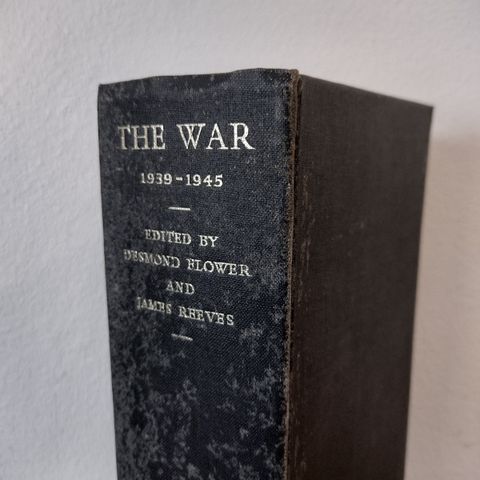 THE WAR
1939-1945
EDITED BY
DESMOND FLOWER
AND
JAMES REEVES